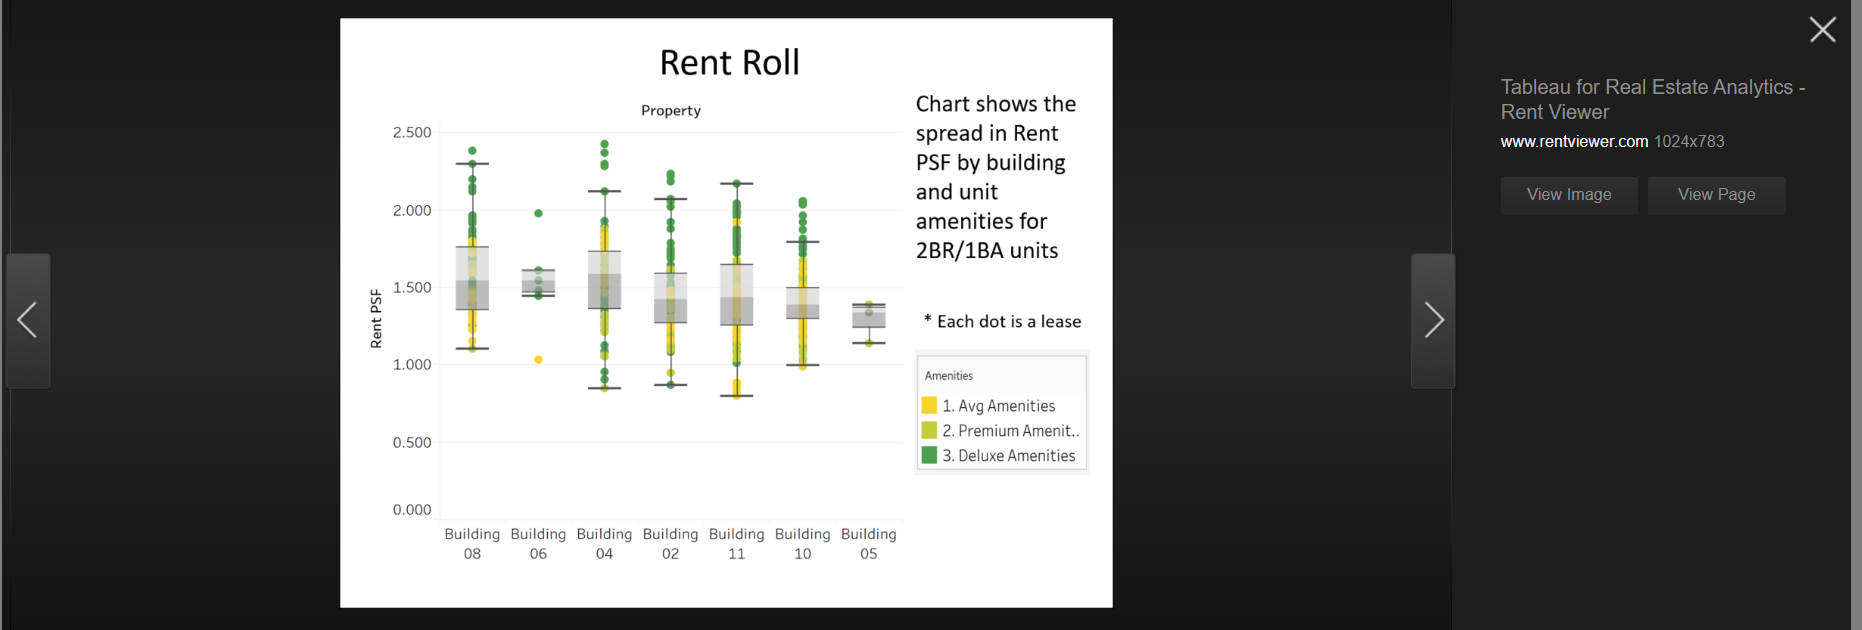 Rent Roll
Property
Chart shows the
spread in Rent
PSF by building
and unit
amenities for
2BR/1BA units
* Each dot is a lease
Amenities
1. Avg Amenities
2. Premium Amenit..
3. Deluxe Amenities
Rent PSF
2.500
2.000
1.500
1.000
0.500
0.000
Building 08
Building 06
Building 04
Building 02
Building 11
Building 10
Building 05
Tableau for Real Estate Analytics -
Rent Viewer
www.rentviewer.com 1024x783
View Image View Page